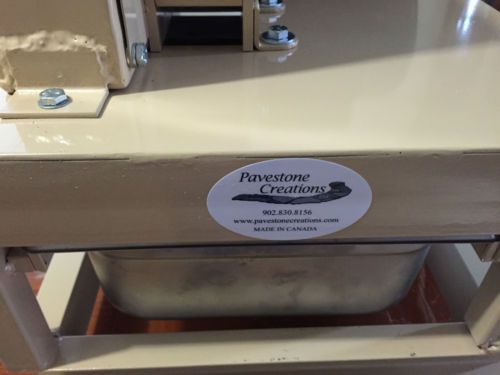 Pavestone
Creations
902.830.8156
www.pavestonecreations.com
MADE IN CANADA